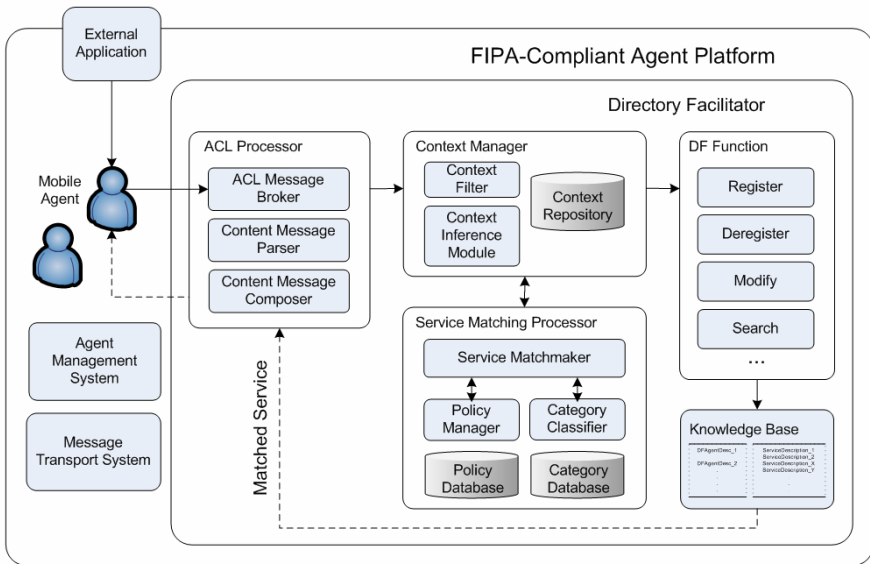 External
Application
FIPA-Compliant Agent Platform
Directory Facilitator
Mobile
Agent
ACL Processor
ACL Message
Broker
Content Message
Parser
Content Message
Composer
Context Manager
Context
Filter
Context
Inference
Module
Context
Repository
DF Function
Register
Deregister
Modify
Search
...
Service Matching Processor
Service Matchmaker
Policy
Manager
Category
Classifier
Policy
Database
Category
Database
Agent
Management
System
Message
Transport System
Matched Service
Knowledge Base
DFAgentDesc_1
ServiceDescription_1
ServiceDescription_2
DFAgentDesc_2
ServiceDescription_X
ServiceDescription_Y